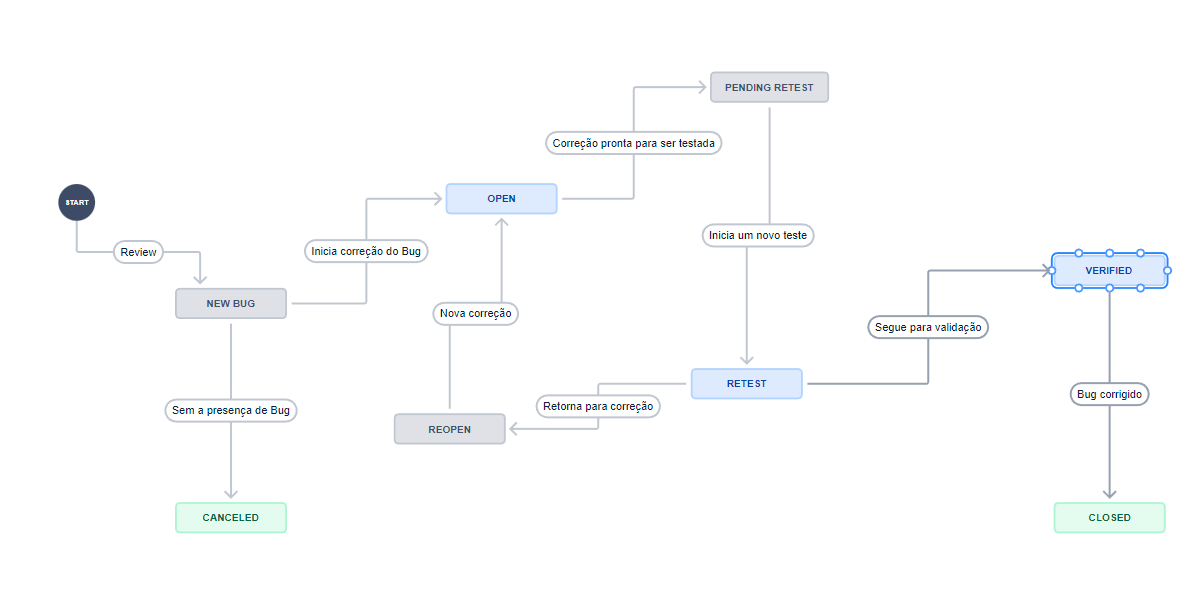 PENDING RETEST
Correção pronta para ser testada
START
OPEN
Inicia um novo teste
Review
Inicia correção do Bug
VERIFIED
NEW BUG
Nova correção
Segue para validação
RETEST
Bug corrigido
Sem a presença de Bug
Retorna para correção
REOPEN
CANCELED
CLOSED